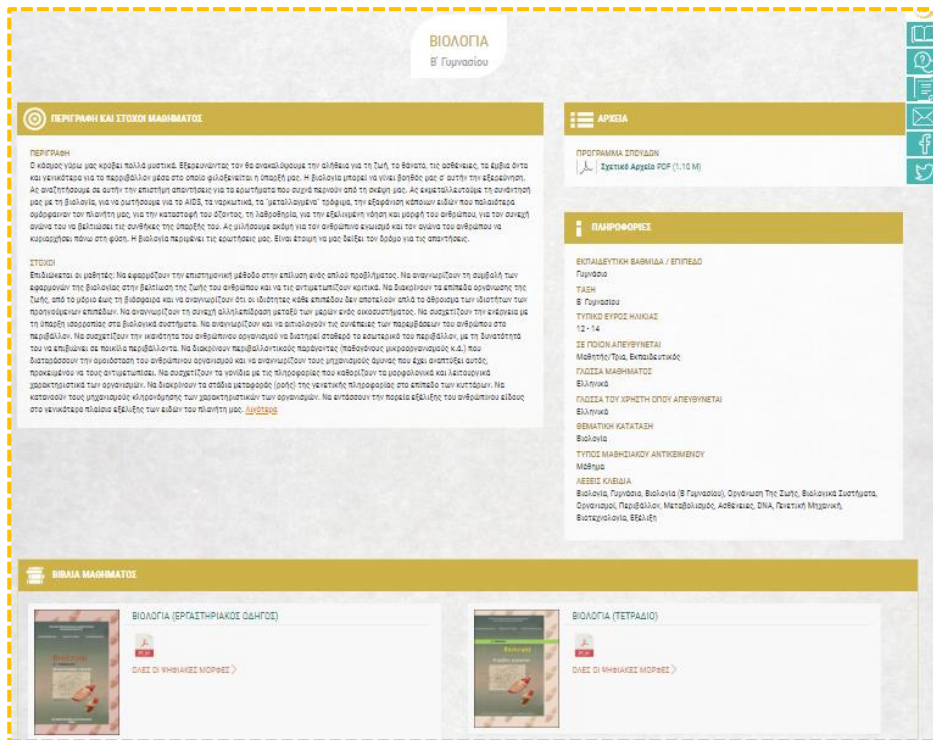 ΒΙΟΛΟΓΙΑ
Β΄ Γυμνασίου
ΠΕΡΙΓΡΑΦΗ ΚΑΙ ΣΤΟΧΟΙ ΜΑΘΗΜΑΤΟΣ
ΠΕΡΙΓΡΑΦΗ
Ο κόσμος γύρω μας κρύβει πολλά μυστικά. Εξερευνώντας τον θα ανακαλύψουμε την αλήθεια για τη ζωή, το θάνατο, τις ασθένειες, τα έμβια όντα
και γενικότερα για το περριβάλλον μέσα στο οποίο φιλοξενείται η ύπαρξή μας. Η βιολογία μπορεί να γίνει βοηθός μας σ' αυτήν την εξερεύνηση.
Ας αναζητήσουμε σε αυτήν την επιστήμη απαντήσεις για τα ερωτήματα που συχνά περνούν από τη σκέψη μας. Ας εκμεταλλευτούμε τη συνάντησή
μας με τη βιολογία, για να ρωτήσουμε για το AIDS, τα ναρκωτικά, τα "μεταλλαγμένα" τρόφιμα, την εξαφάνιση κάποιων ειδών που παλαιότερα
ομόρφαιναν τον πλανήτη μας, για την καταστροφή του όζοντος, τη λαθροθηρία, για την εξελιγμένη νόηση και μορφή του ανθρώπου, για τον συνεχή
αγώνα του να βελτιώσει τις συνθήκες της ύπαρξής του. Ας μιλήσουμε ακόμη για τον ανθρώπινο εγωισμό και τον αγώνα του ανθρώπου να
κυριαρχήσει πάνω στη φύση. Η βιολογία περιμένει τις ερωτήσεις μας. Είναι έτοιμη να μας δείξει τον δρόμο για τις απαντήσεις.
ΣΤΟΧΟΙ
Επιδιώκεται οι μαθητές: Να εφαρμόζουν την επιστημονική μέθοδο στην επίλυση ενός απλού προβλήματος. Να αναγνωρίζουν τη συμβολή των
εφαρμογών της βιολογίας στην βελτίωση της ζωής του ανθρώπου και να τις αντιμετωπίζουν κριτικά. Να διακρίνουν τα επίπεδα οργάνωσης της
ζωής, από το μόριο έως τη βιόσφαιρα και να αναγνωρίζουν ότι οι ιδιότητες κάθε επιπέδου δεν αποτελούν απλά το άθροισμα των ιδιοτήτων των
προηγούμενων επιπέδων. Να αναγνωρίζουν τη συνεχή αλληλεπίδραση μεταξύ των μερών ενός οικοσυστήματος. Να συσχετίζουν την ενέργεια με
τη ύπαρξη ισορροπίας στα βιολογικά συστήματα. Να αναγνωρίζουν και να αιτιολογούν τις συνέπειες των παρεμβάσεων του ανθρώπου στο
περιβάλλον. Να συσχετίζουν την ικανότητα του ανθρώπινου οργανισμού να διατηρεί σταθερό το εσωτερικό του περιβάλλον, με τη δυνατότητά
του να επιβιώνει σε ποικίλα περιβάλλοντα. Να διακρίνουν περιβαλλοντικούς παράγοντες (παθογόνους μικροοργανισμούς κ.ά.) που
διαταράσσουν την ομοιόσταση του ανθρώπινου οργανισμού και να αναγνωρίζουν τους μηχανισμούς άμυνας που έχει αναπτύξει αυτός,
προκειμένου να τους αντιμετωπίσει. Να συσχετίζουν τα γονίδια με τις πληροφορίες που καθορίζουν τα μορφολογικά και λειτουργικά
χαρακτηριστικά των οργανισμών. Να διακρίνουν τα στάδια μεταφοράς (ροής) της γενετικής πληροφορίας στο επίπεδο των κυττάρων. Να
κατανοούν τους μηχανισμούς κληρονόμησης των χαρακτηριστικών των οργανισμών. Να εντάσσουν την πορεία εξέλιξης του ανθρώπινου είδους
στο γενικότερο πλαίσιο εξέλιξης των ειδών του πλανήτη μας. Λιγότερα
ΑΡΧΕΙΑ
ΠΡΟΓΡΑΜΜΑ ΣΠΟΥΔΩΝ
Σχετικό Αρχείο PDF (1.10 M)
ΠΛΗΡΟΦΟΡΙΕΣ
ΕΚΠΑΙΔΕΥΤΙΚΗ ΒΑΘΜΙΔΑ / ΕΠΙΠΕΔΟ
Γυμνάσιο
ΤΑΞΗ
Β΄ Γυμνασίου
ΤΥΠΙΚΟ ΕΥΡΟΣ ΗΛΙΚΙΑΣ
12 - 14
ΣΕ ΠΟΙΟΝ ΑΠΕΥΘΥΝΕΤΑΙ
Μαθητής/Τρια, Εκπαιδευτικός
ΓΛΩΣΣΑ ΜΑΘΗΜΑΤΟΣ
Ελληνικά
ΓΛΩΣΣΑ ΤΟΥ ΧΡΗΣΤΗ ΟΠΟΥ ΑΠΕΥΘΥΝΕΤΑΙ
Ελληνικά
ΘΕΜΑΤΙΚΗ ΚΑΤΑΤΑΞΗ
Βιολογία
ΤΥΠΟΣ ΜΑΘΗΣΙΑΚΟΥ ΑΝΤΙΚΕΙΜΕΝΟΥ
Μάθημα
ΛΕΞΕΙΣ ΚΛΕΙΔΙΑ
Βιολογία, Γυμνάσιο, Βιολογία (Β Γυμνασίου), Οργάνωση Της Ζωής, Βιολογικά Συστήματα,
Οργανισμοί, Περιβάλλον, Μεταβολισμός, Ασθένειες, DNA, Γενετική Μηχανική,
Βιοτεχνολογία, Εξέλιξη
ΒΙΒΛΙΑ ΜΑΘΗΜΑΤΟΣ
ΒΙΟΛΟΓΙΑ (ΕΡΓΑΣΤΗΡΙΑΚΟΣ ΟΔΗΓΟΣ)
Βιολογία
PDF
ΟΛΕΣ ΟΙ ΨΗΦΙΑΚΕΣ ΜΟΡΦΕΣ
ΒΙΟΛΟΓΙΑ (ΤΕΤΡΑΔΙΟ)
Βιολογία
PDF
ΟΛΕΣ ΟΙ ΨΗΦΙΑΚΕΣ ΜΟΡΦΕΣ